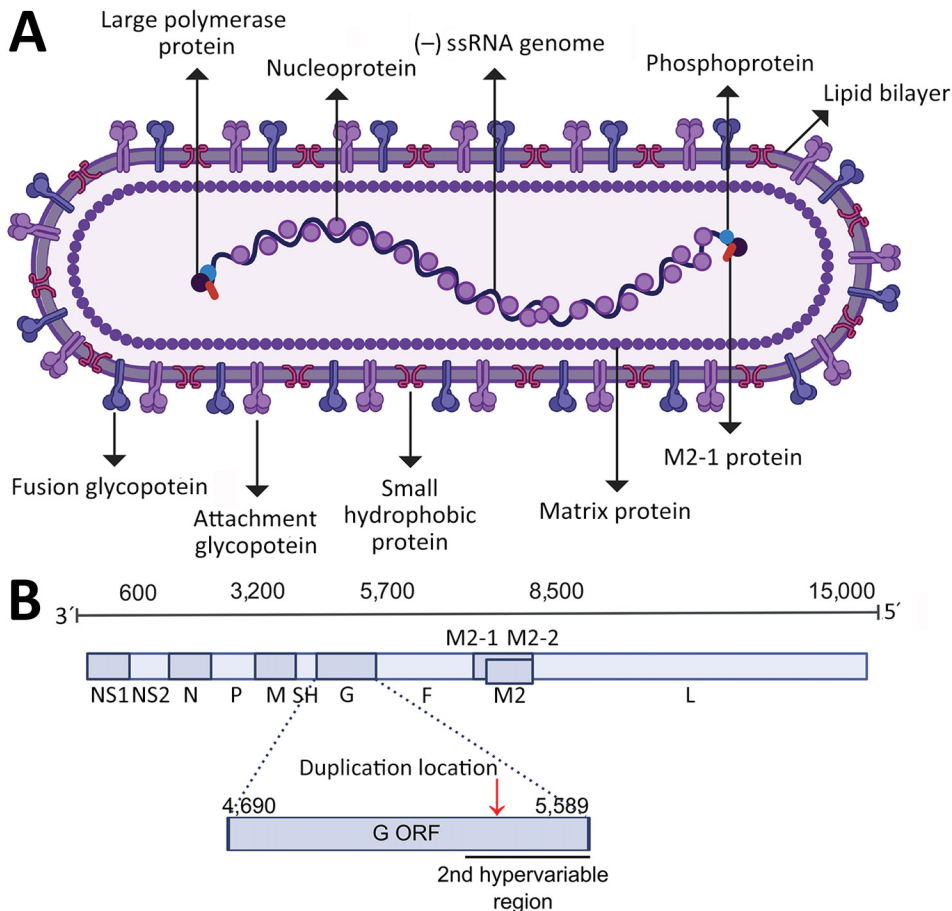 A
Large polymerase
protein
Nucleoprotein
(–) ssRNA genome
Phosphoprotein
Lipid bilayer
Fusion glycopotein
Attachment
glycopotein
Small
hydrophobic
protein
Matrix protein
M2-1 protein
B
600 3,200 5,700 8,500 15,000
3´ 5´
M2-1 M2-2
NS1 NS2 N P M SH G F M2 L
Duplication location
4,690 5,589
G ORF
2nd hypervariable
region